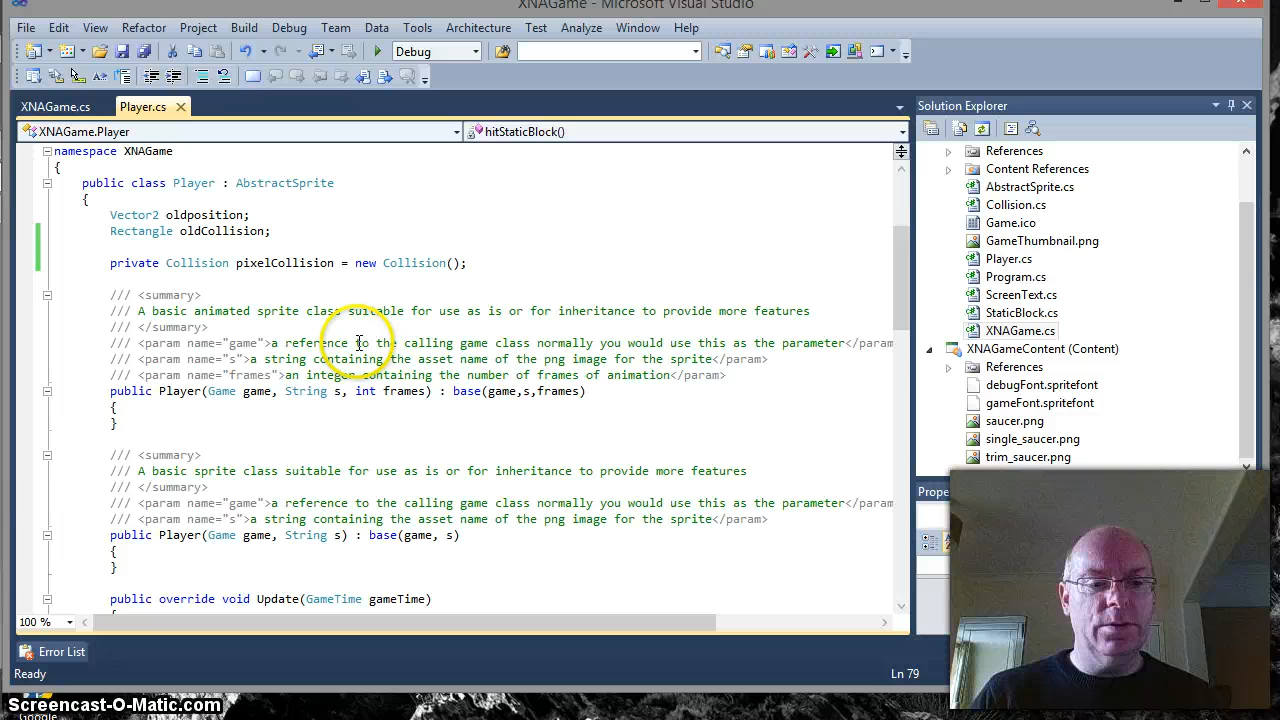 XNAGame - Microsoft Visual Studio
File Edit View Refactor Project Build Debug Team Data Tools Architecture Test Analyze Window Help
Debug
XNAGame.cs Player.cs
XNAGame.Player hitStaticBlock()
namespace XNAGame
{
public class Player : AbstractSprite
{
Vector2 oldposition;
Rectangle oldCollision;
private Collision pixelCollision = new Collision();
/// <summary>
/// A basic animated sprite class suitable for use as is or for inheritance to provide more features
/// </summary>
/// <param name="game">a reference to the calling game class normally you would use this as the parameter</param
/// <param name="s">a string containing the asset name of the png image for the sprite</param>
/// <param name="frames">an integer containing the number of frames of animation</param>
public Player(Game game, String s, int frames) : base(game,s,frames)
{
}
/// <summary>
/// A basic sprite class suitable for use as is or for inheritance to provide more features
/// </summary>
/// <param name="game">a reference to the calling game class normally you would use this as the parameter</param
/// <param name="s">a string containing the asset name of the png image for the sprite</param>
public Player(Game game, String s) : base(game, s)
{
}
public override void Update(GameTime gameTime)
100 %
Error List
Ready
Ln 79
Solution Explorer
References
Content References
AbstractSprite.cs
Collision.cs
Game.ico
GameThumbnail.png
Player.cs
Program.cs
ScreenText.cs
StaticBlock.cs
XNAGame.cs
XNAGameContent (Content)
References
debugFont.spritefont
gameFont.spritefont
saucer.png
single_saucer.png
trim_saucer.png
Prope
Screencast-O-Matic.com
Google